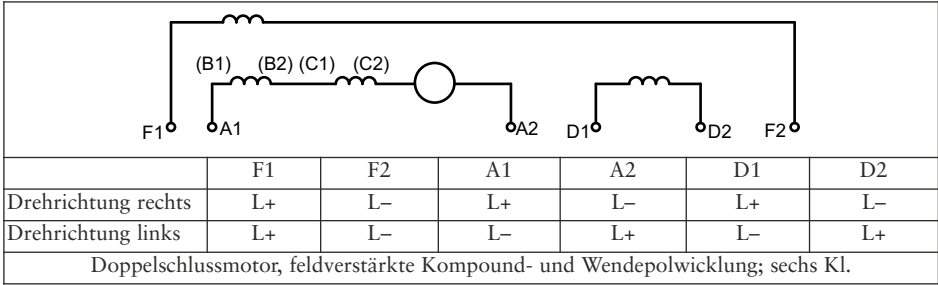 (B1) (B2) (C1) (C2)
F1 A1 A2 D1 D2 F2
F1 F2 A1 A2 D1 D2
Drehrichtung rechts L+ L– L+ L– L+ L–
Drehrichtung links L+ L– L– L+ L– L+
Doppelschlussmotor, feldverstärkte Kompound- und Wendepolwicklung; sechs Kl.